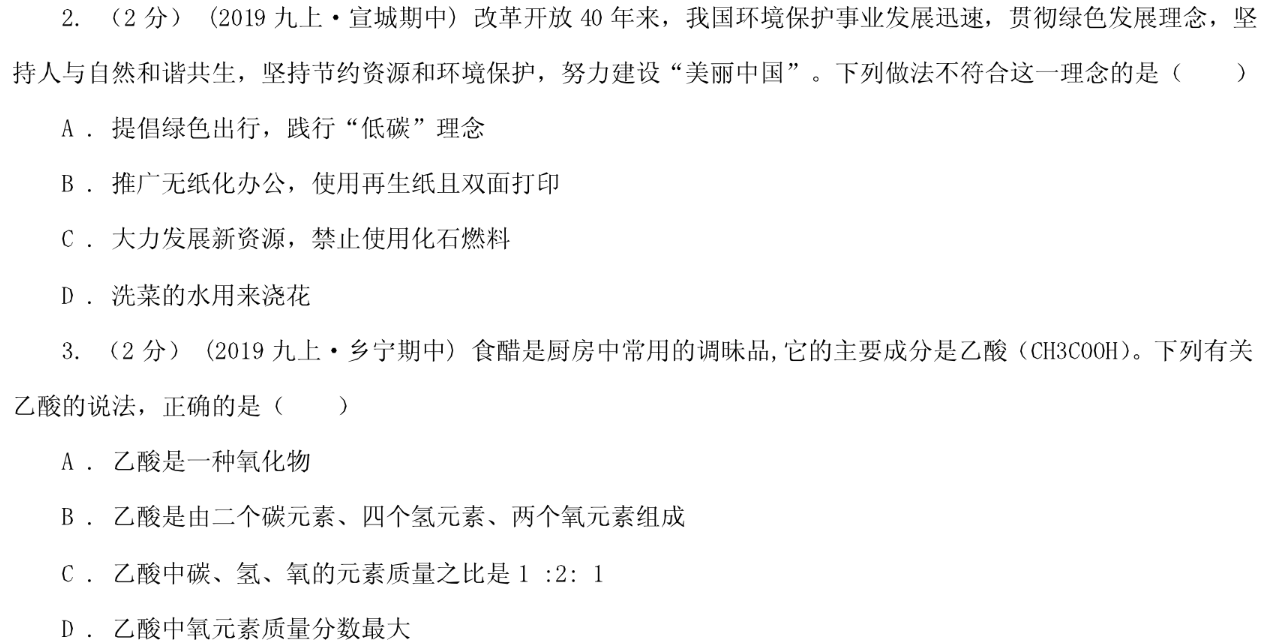 2. （2 分） (2019 九上·宣城期中) 改革开放 40 年来，我国环境保护事业发展迅速，贯彻绿色发展理念，坚
持人与自然和谐共生，坚持节约资源和环境保护，努力建设“美丽中国”。下列做法不符合这一理念的是（　　）
A . 提倡绿色出行，践行“低碳”理念
B . 推广无纸化办公，使用再生纸且双面打印
C . 大力发展新资源，禁止使用化石燃料
D . 洗菜的水用来浇花
3. （2 分） (2019 九上·乡宁期中) 食醋是厨房中常用的调味品,它的主要成分是乙酸（CH3COOH）。下列有关
乙酸的说法，正确的是（　　）
A . 乙酸是一种氧化物
B . 乙酸是由二个碳元素、四个氢元素、两个氧元素组成
C . 乙酸中碳、氢、氧的元素质量之比是 1 :2: 1
D . 乙酸中氧元素质量分数最大